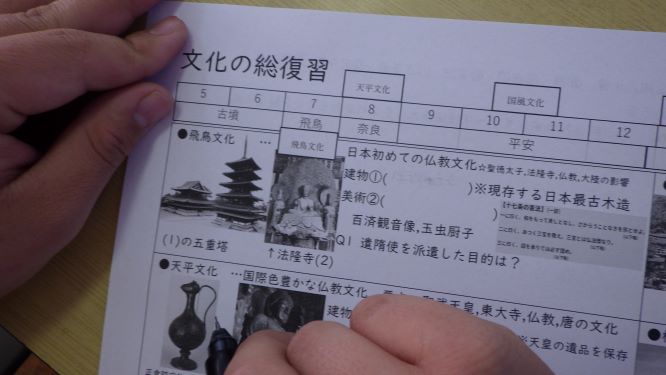 文化の総復習
天平文化
国風文化
5 6 7 8 9 10 11 12
古墳 飛鳥 奈良 平安
●飛鳥文化 …
飛鳥文化
日本初めての仏教文化☆聖徳太子,法隆寺,仏教,大陸の影響
建物①( )※現存する日本最古木造
美術②( )
百済観音像,玉虫厨子
Q1 遣隋使を派遣した目的は？
【十七条の憲法】
(1)の五重塔
↑法隆寺(2)
●天平文化 …国際色豊かな仏教文化
聖武天皇,東大寺,仏教,唐の文化
建物
※天皇の遺品を保存